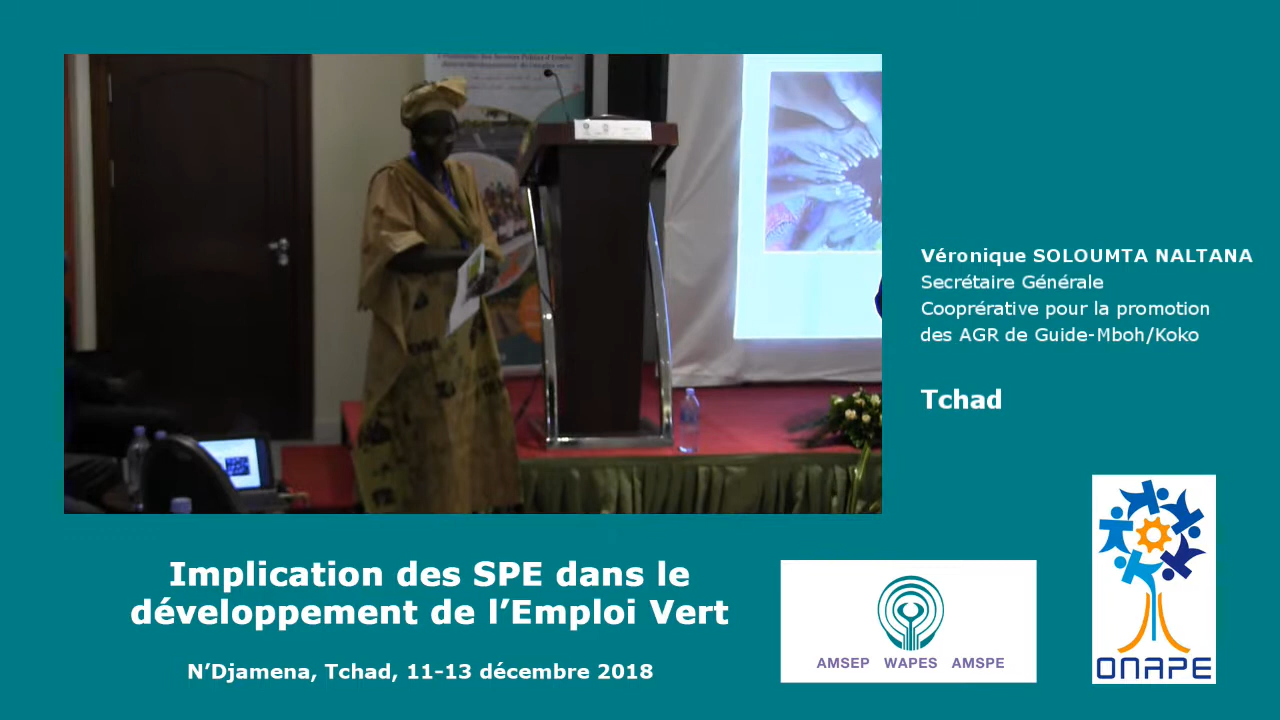 Véronique SOLOUMTA NALTANA
Secrétaire Générale
Cooprérative pour la promotion
des AGR de Guide-Mboh/Koko
Tchad
Implication des SPE dans le
développement de l’Emploi Vert
N’Djamena, Tchad, 11-13 décembre 2018
AMSEP WAPES AMSPE
ONAPE